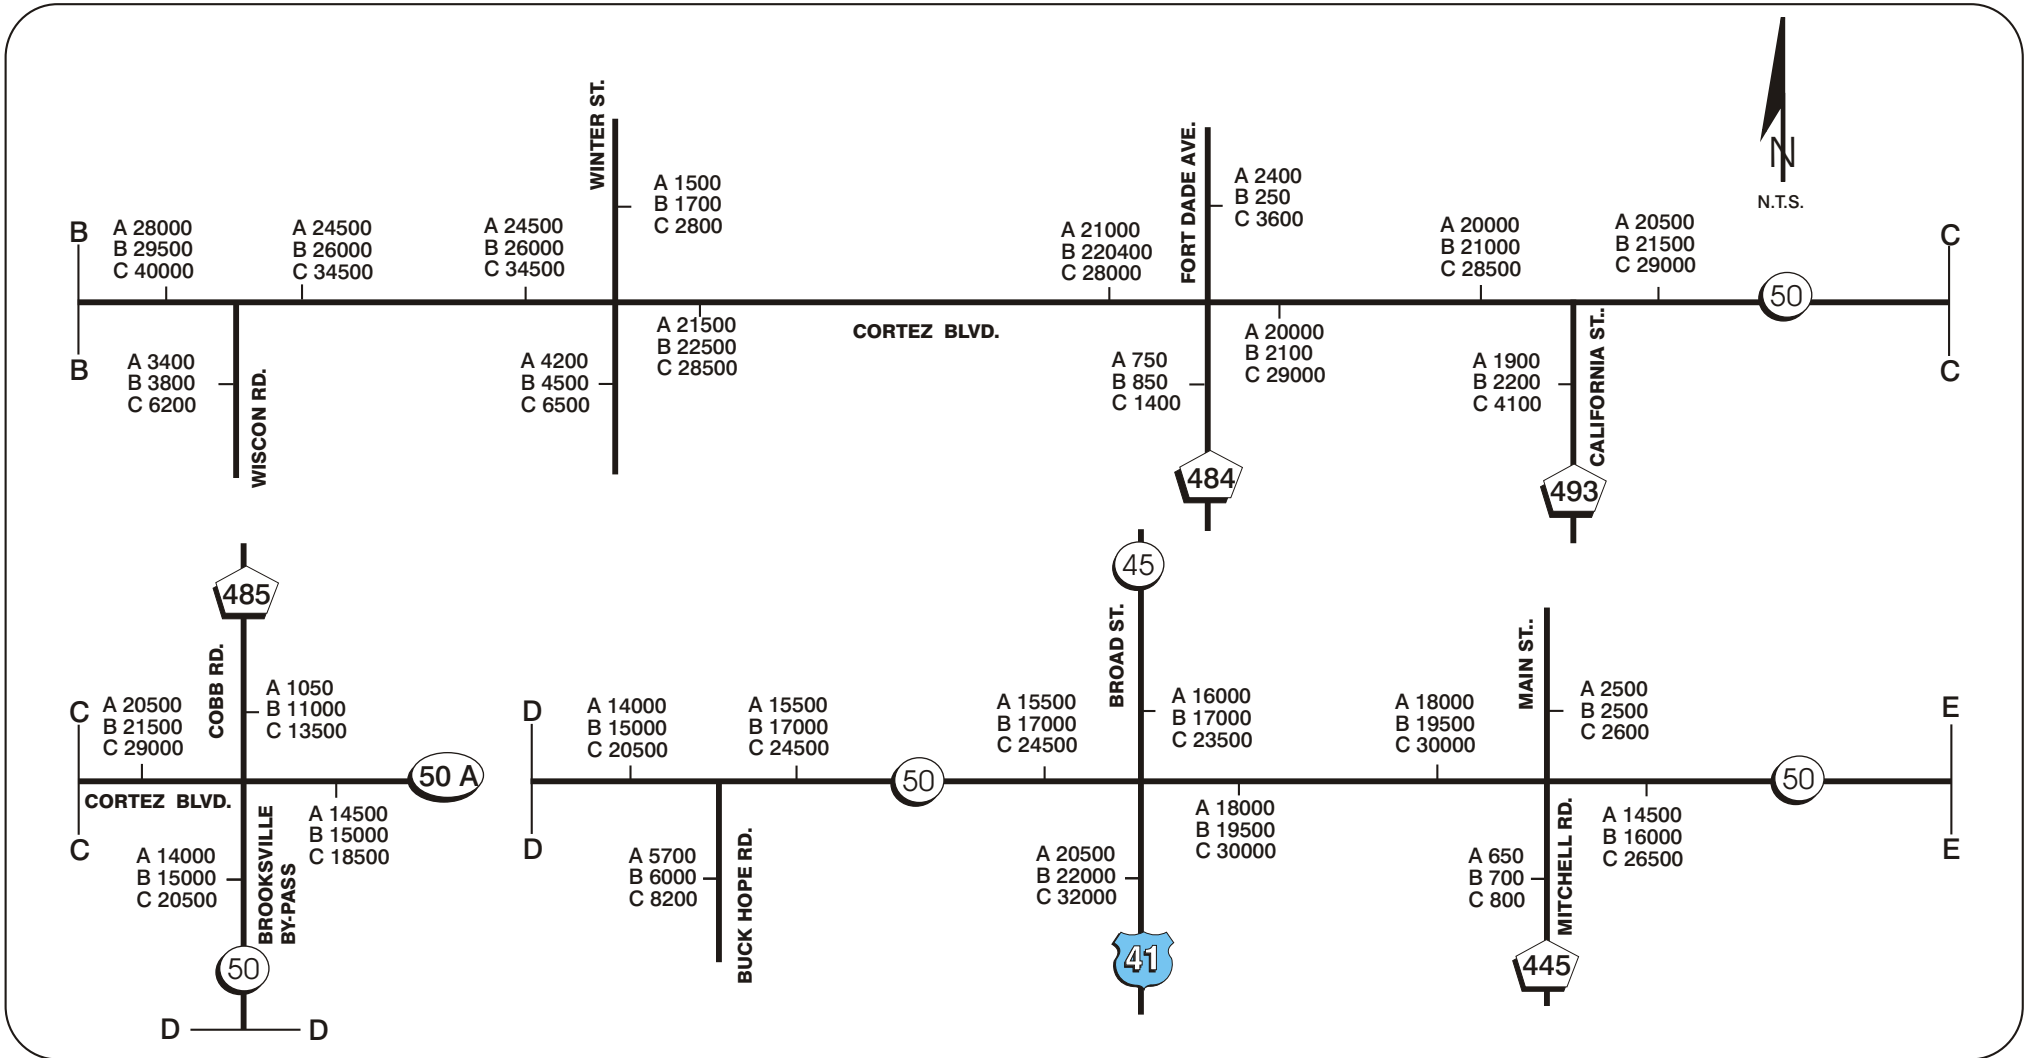 WINTER ST.
A 1500
B 1700
C 2800
FORT DADE AVE.
A 2400
B 250
C 3600
N
N.T.S.
B
A 28000
B 29500
C 40000
A 24500
B 26000
C 34500
A 24500
B 26000
C 34500
A 21000
B 220400
C 28000
A 20000
B 21000
C 28500
A 20500
B 21500
C 29000
50
C
B
A 3400
B 3800
C 6200
WISCON RD.
A 4200
B 4500
C 6500
A 21500
B 22500
C 28500
CORTEZ BLVD.
A 750
B 850
C 1400
484
A 20000
B 2100
C 29000
A 1900
B 2200
C 4100
CALIFORNIA ST..
493
C
485
COBB RD.
A 1050
B 11000
C 13500
C
A 20500
B 21500
C 29000
50 A
CORTEZ BLVD.
C
A 14000
B 15000
C 20500
BROOKSVILLE
BY-PASS
A 14500
B 15000
C 18500
50
D
D
D
A 14000
B 15000
C 20500
A 15500
B 17000
C 24500
50
A 15500
B 17000
C 24500
45
BROAD ST.
A 16000
B 17000
C 23500
A 18000
B 19500
C 30000
MAIN ST..
A 2500
B 2500
C 2600
50
E
D
A 5700
B 6000
C 8200
BUCK HOPE RD.
A 20500
B 22000
C 32000
41
A 18000
B 19500
C 30000
A 650
B 700
C 800
MITCHELL RD.
445
A 14500
B 16000
C 26500
E